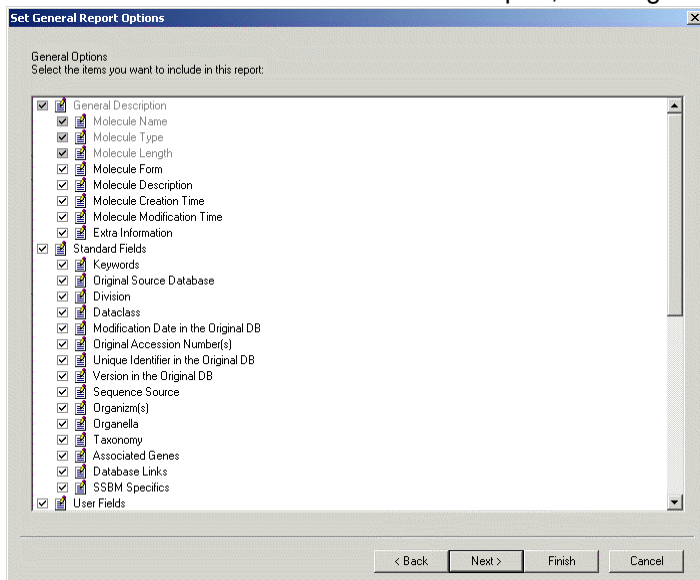 Set General Report Options
General Options
Select the items you want to include in this report:
General Description
Molecule Name
Molecule Type
Molecule Length
Molecule Form
Molecule Description
Molecule Creation Time
Molecule Modification Time
Extra Information
Standard Fields
Keywords
Original Source Database
Division
Dataclass
Modification Date in the Original DB
Original Accession Number(s)
Unique Identifier in the Original DB
Version in the Original DB
Sequence Source
Organizm(s)
Organella
Taxonomy
Associated Genes
Database Links
SSBM Specifics
User Fields
< Back Next > Finish Cancel